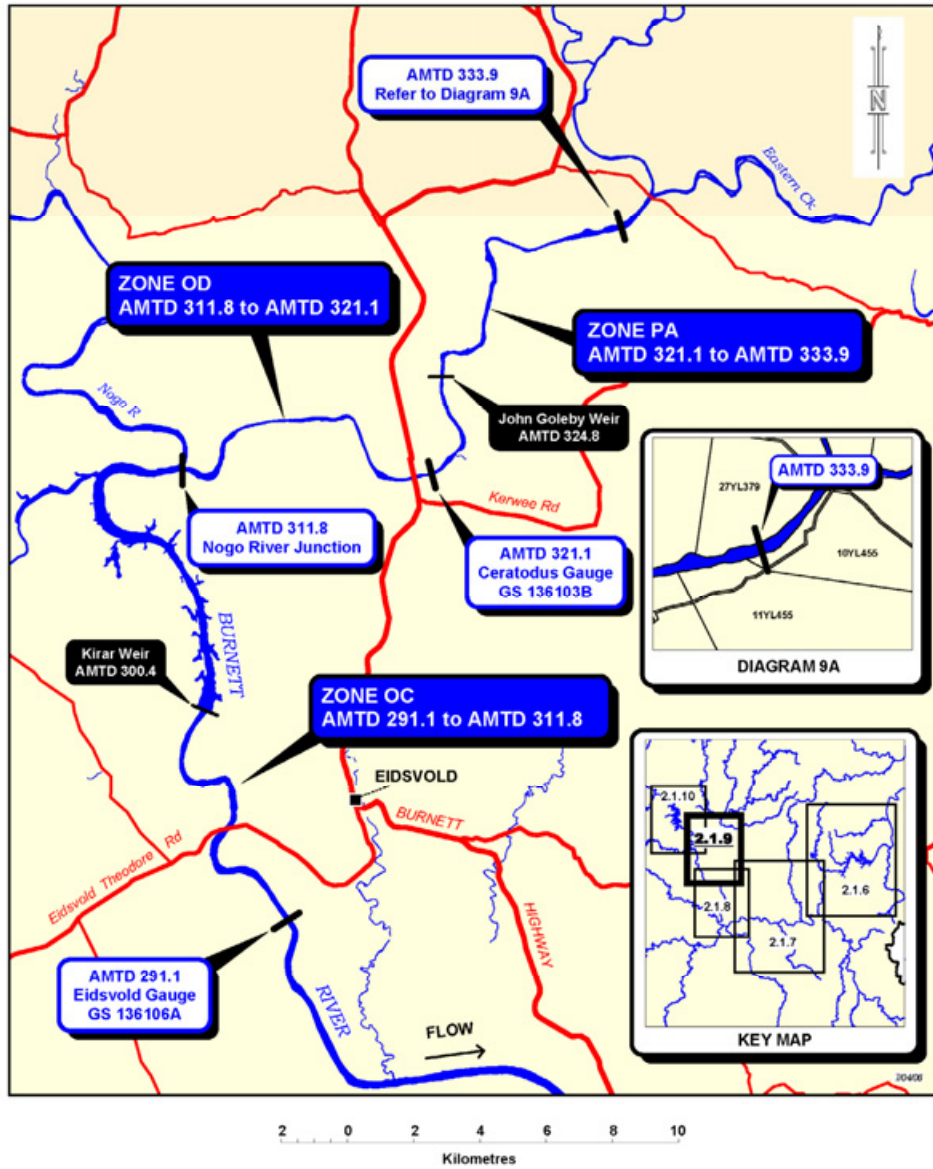 AMTD 333.9
Refer to Diagram 9A
N
Eastern Ck
ZONE OD
AMTD 311.8 to AMTD 321.1
ZONE PA
AMTD 321.1 to AMTD 333.9
Nogo R
John Goleby Weir
AMTD 324.8
Kerwee Rd
AMTD 311.8
Nogo River Junction
AMTD 321.1
Ceratodus Gauge
GS 136103B
AMTD 333.9
27YL379
10YL455
11YL455
DIAGRAM 9A
BURNETT
Kirar Weir
AMTD 300.4
ZONE OC
AMTD 291.1 to AMTD 311.8
EIDSVOLD
BURNETT
HIGHWAY
Eidsvold Theodore Rd
AMTD 291.1
Eidsvold Gauge
GS 136106A
RIVER
FLOW
2.1.10
2.1.9
2.1.8
2.1.6
2.1.7
KEY MAP
2 0 2 4 6 8 10
Kilometres